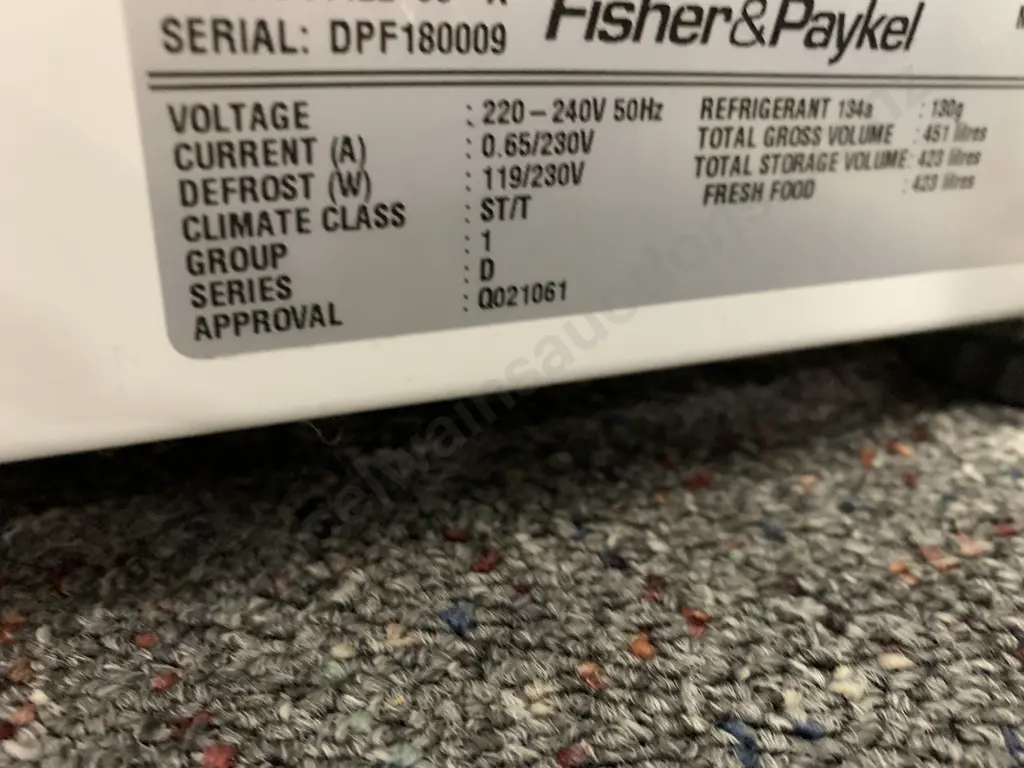 SERIAL: DPF180009
Fisher&Paykel
VOLTAGE : 220 – 240V 50Hz
CURRENT (A) : 0.65/230V
DEFROST (W) : 119/230V
CLIMATE CLASS : ST/T
GROUP : 1
SERIES : D
APPROVAL : Q021061
REFRIGERANT 134a : 130g
TOTAL GROSS VOLUME : 451 litres
TOTAL STORAGE VOLUME : 423 litres
FRESH FOOD : 423 litres